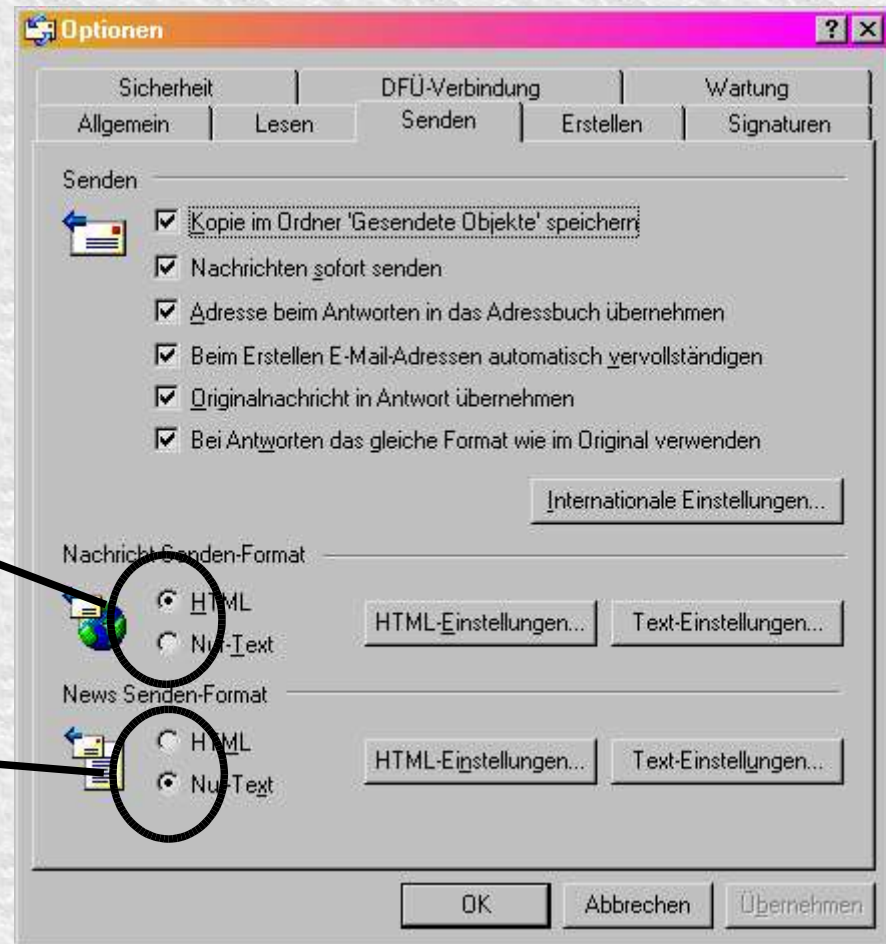 Optionen
Sicherheit DFÜ-Verbindung Wartung
Allgemein Lesen Senden Erstellen Signaturen
Senden
Kopie im Ordner 'Gesendete Objekte' speichern
Nachrichten sofort senden
Adresse beim Antworten in das Adressbuch übernehmen
Beim Erstellen E-Mail-Adressen automatisch vervollständigen
Originalnachricht in Antwort übernehmen
Bei Antworten das gleiche Format wie im Original verwenden
Internationale Einstellungen...
Nachricht Senden-Format
HTML
HTML-Einstellungen... Text-Einstellungen...
Nur-Text
News Senden-Format
HTML
HTML-Einstellungen... Text-Einstellungen...
Nur-Text
OK Abbrechen Übernehmen